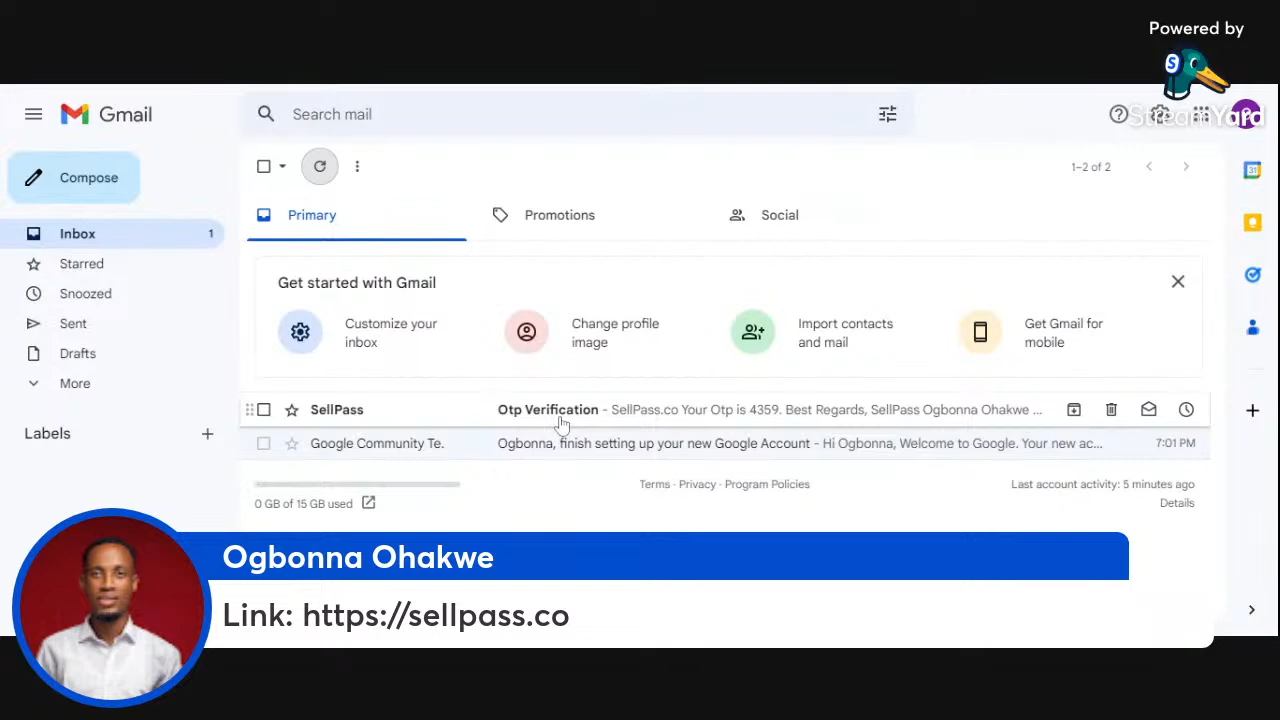 Powered by
StreamYard
Gmail
Search mail
1–2 of 2
Compose
Primary
Promotions
Social
Inbox
1
Starred
Snoozed
Sent
Drafts
More
Labels
Get started with Gmail
Customize your
inbox
Change profile
image
Import contacts
and mail
Get Gmail for
mobile
SellPass
Otp Verification - SellPass.co Your Otp is 4359. Best Regards, SellPass Ogbonna Ohakwe ...
Google Community Te.
Ogbonna, finish setting up your new Google Account - Hi Ogbonna, Welcome to Google. Your new ac...
7:01 PM
0 GB of 15 GB used
Terms · Privacy · Program Policies
Last account activity: 5 minutes ago
Details
31
Ogbonna Ohakwe
Link: https://sellpass.co